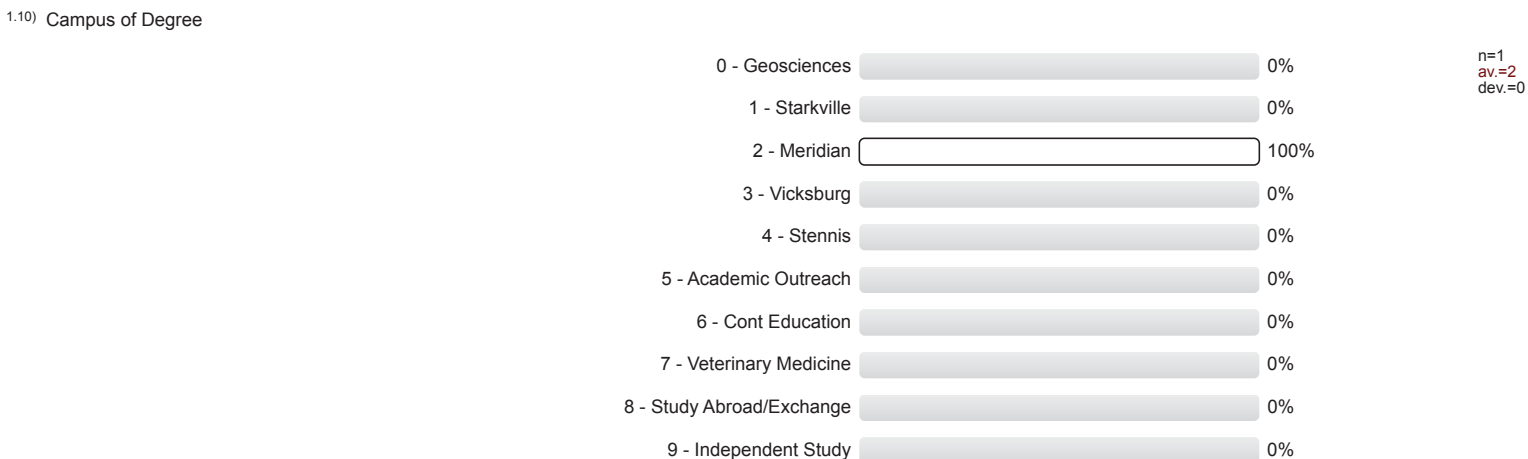 1.10) Campus of Degree
0 - Geosciences 0%
n=1
av.=2
dev.=0
1 - Starkville 0%
2 - Meridian 100%
3 - Vicksburg 0%
4 - Stennis 0%
5 - Academic Outreach 0%
6 - Cont Education 0%
7 - Veterinary Medicine 0%
8 - Study Abroad/Exchange 0%
9 - Independent Study 0%